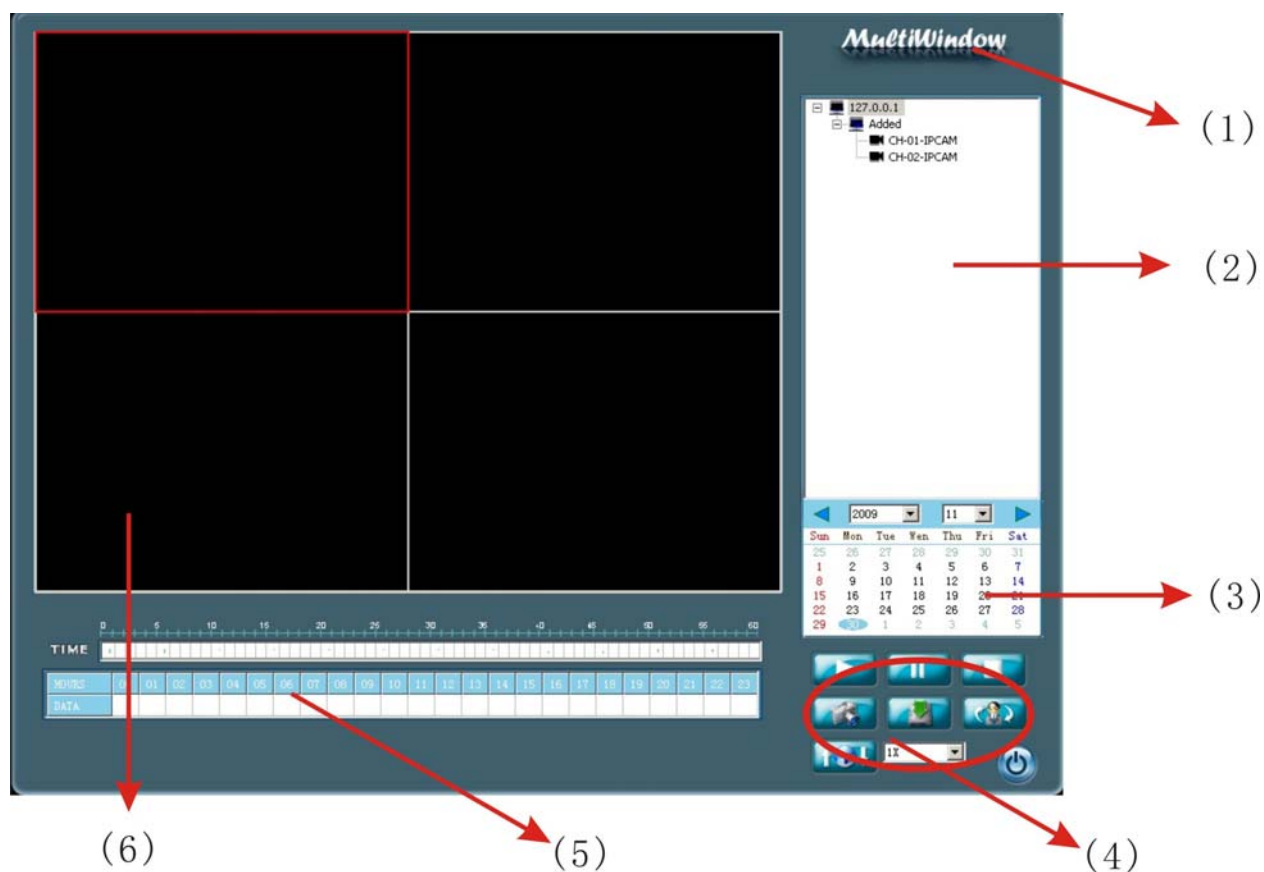 MultiWindow
127.0.0.1
Added
CH-01-IPCAM
CH-02-IPCAM
(1)
(2)
2009 11
Sun Mon Tue Wen Thu Fri Sat
25 26 27 28 29 30 31
1 2 3 4 5 6 7
8 9 10 11 12 13 14
15 16 17 18 19 20 21
22 23 24 25 26 27 28
29 30 1 2 3 4 5
(3)
0 5 10 15 20 25 30 35 40 45 50 55 60
TIME
HOURS 00 01 02 03 04 05 06 07 08 09 10 11 12 13 14 15 16 17 18 19 20 21 22 23
DATA
1X
(6)
(5)
(4)